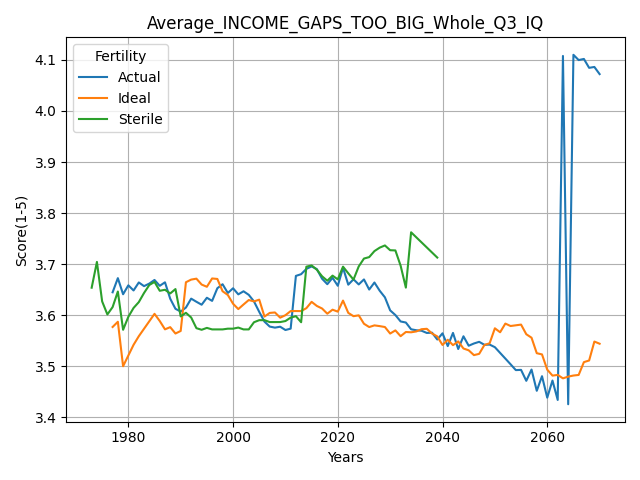 Average_INCOME_GAPS_TOO_BIG_Whole_Q3_IQ
Fertility
Actual
Ideal
Sterile
Score(1-5)
4.1
4.0
3.9
3.8
3.7
3.6
3.5
3.4
1980 2000 2020 2040 2060
Years